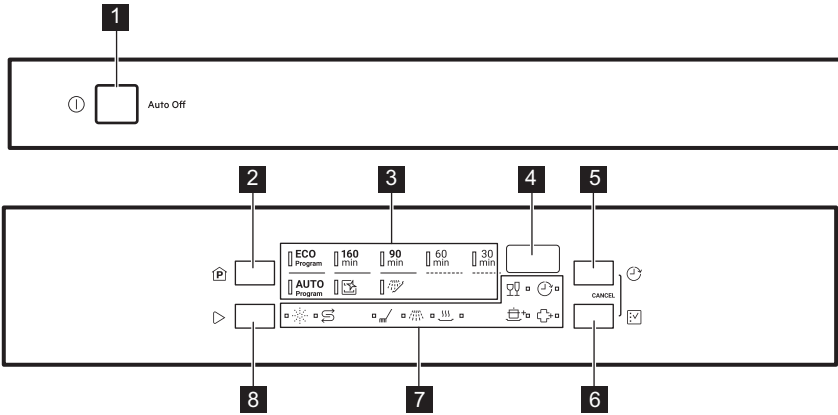 1
Auto Off
2
3
4
5
ECO
Program
160
min
90
min
60
min
30
min
P
AUTO
Program
CANCEL
8
7
6